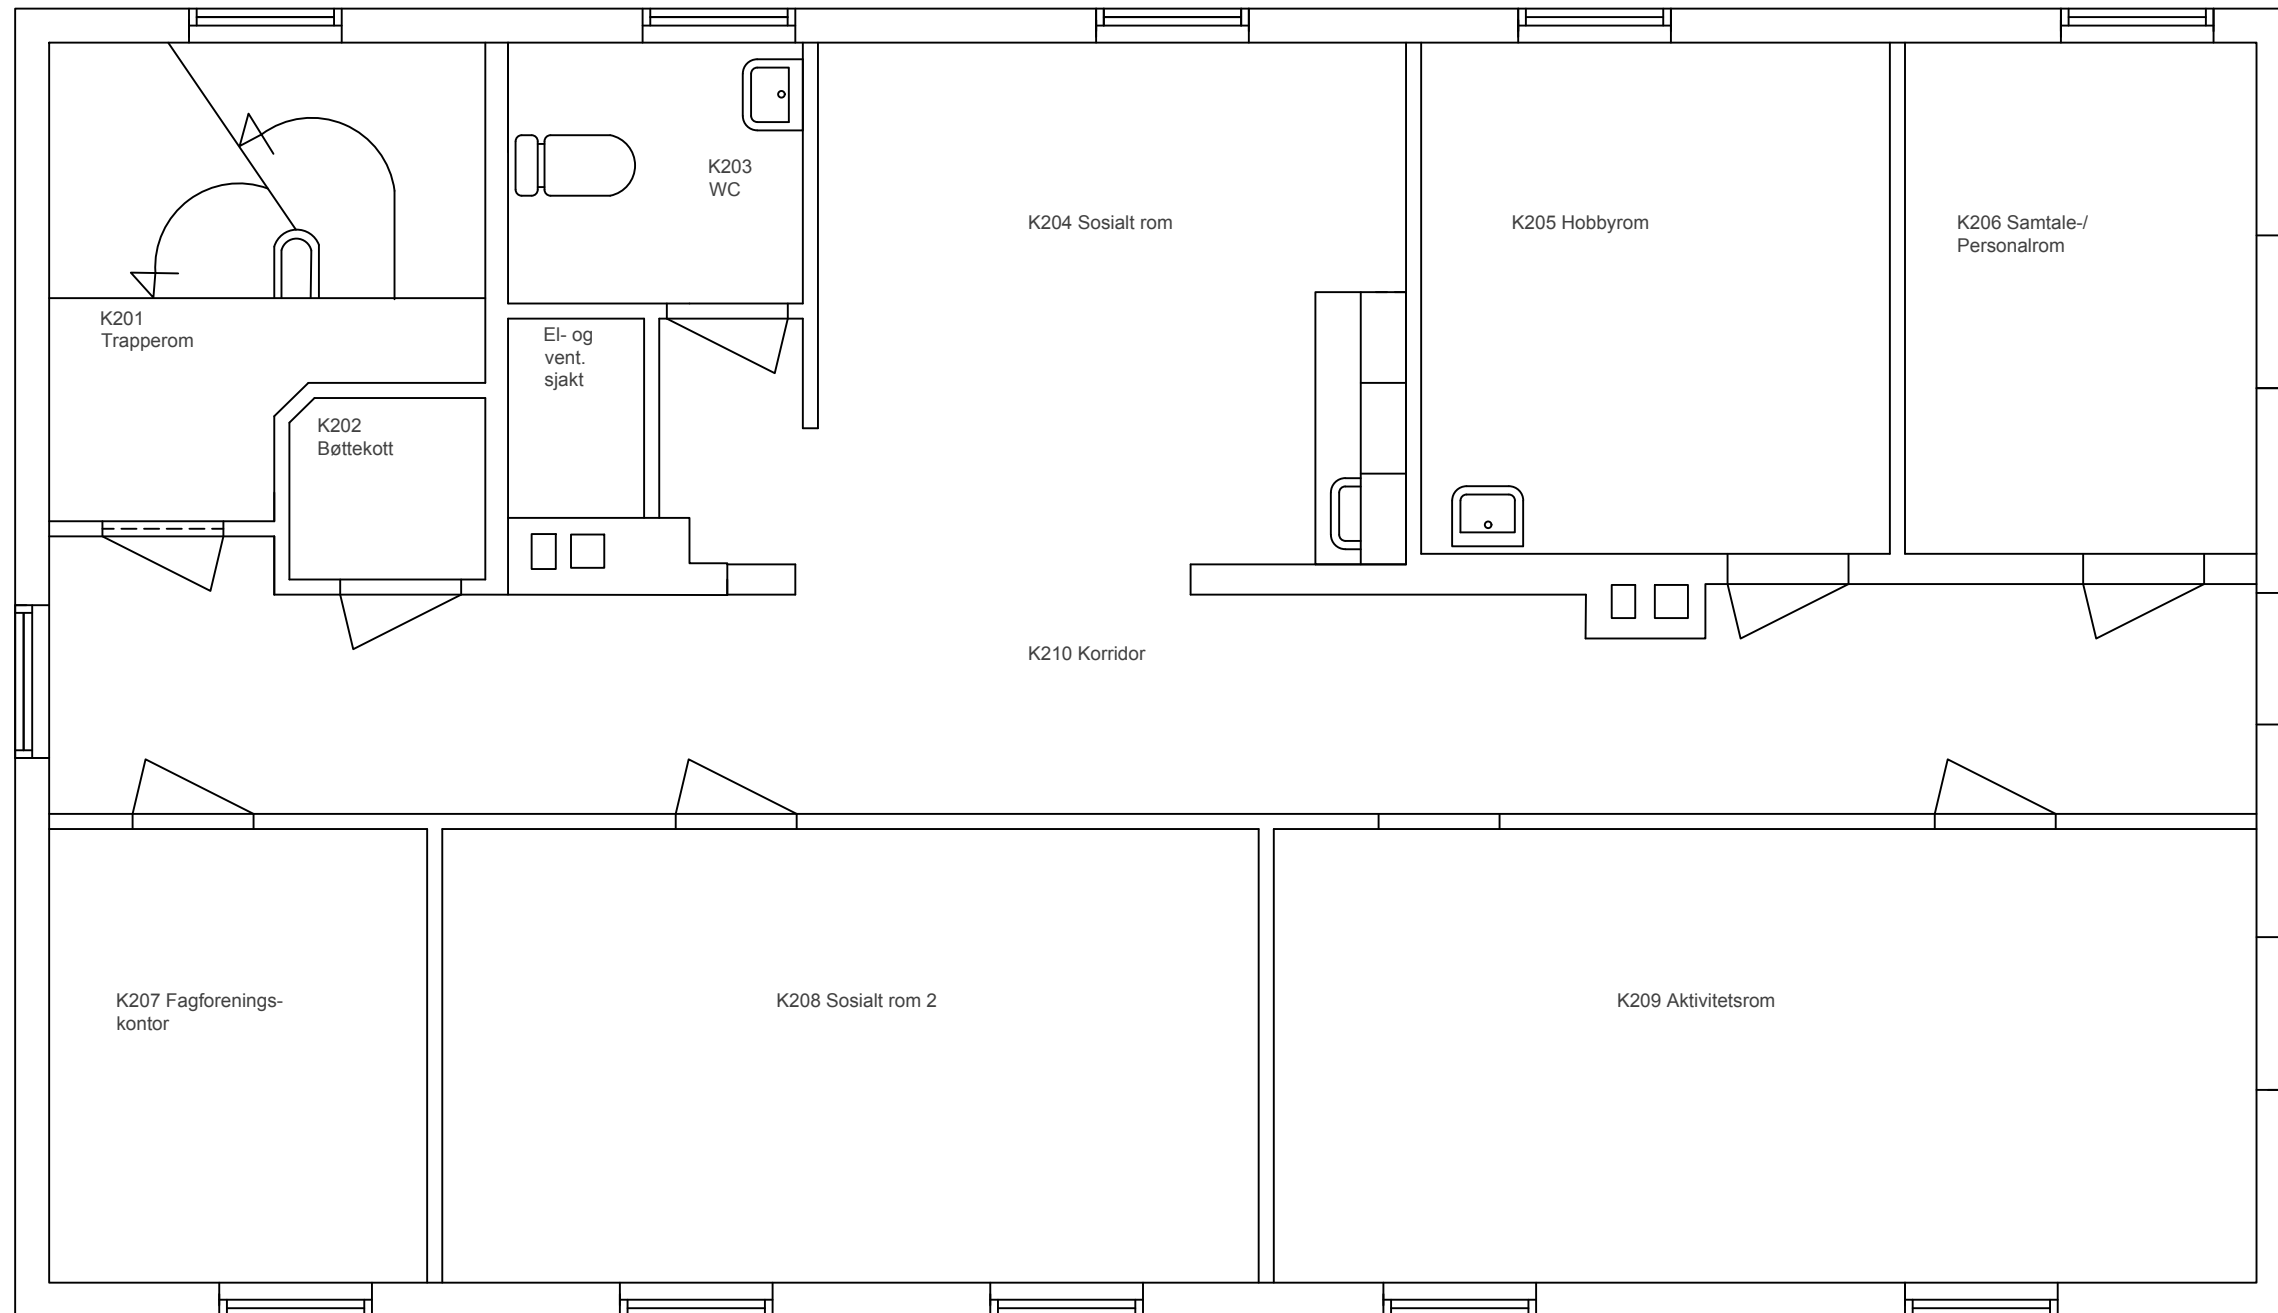 K203
WC
K204 Sosialt rom
K205 Hobbyrom
K206 Samtale-/
Personalrom
K201
Trapperom
El- og
vent.
sjakt
K202
Bøttekott
K210 Korridor
K207 Fagforenings-
kontor
K208 Sosialt rom 2
K209 Aktivitetsrom